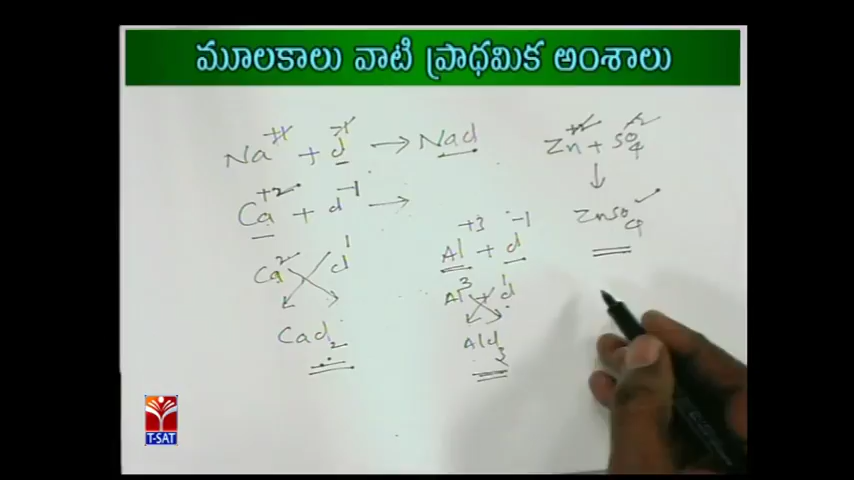 మూలకాలు వాటి ప్రాధమిక అంశాలు
Na⁺¹ + cl⁻¹ → Nacl
Ca⁺² + cl⁻¹ →
Ca² cl¹
Cacl₂
Al⁺³ + cl⁻¹
Al³ + cl¹
Alcl₃
Zn⁺² + SO₄⁻²
↓
ZnSO₄
T-SAT